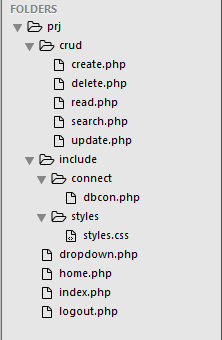 FOLDERS
prj
crud
create.php
delete.php
read.php
search.php
update.php
include
connect
dbcon.php
styles
styles.css
dropdown.php
home.php
index.php
logout.php